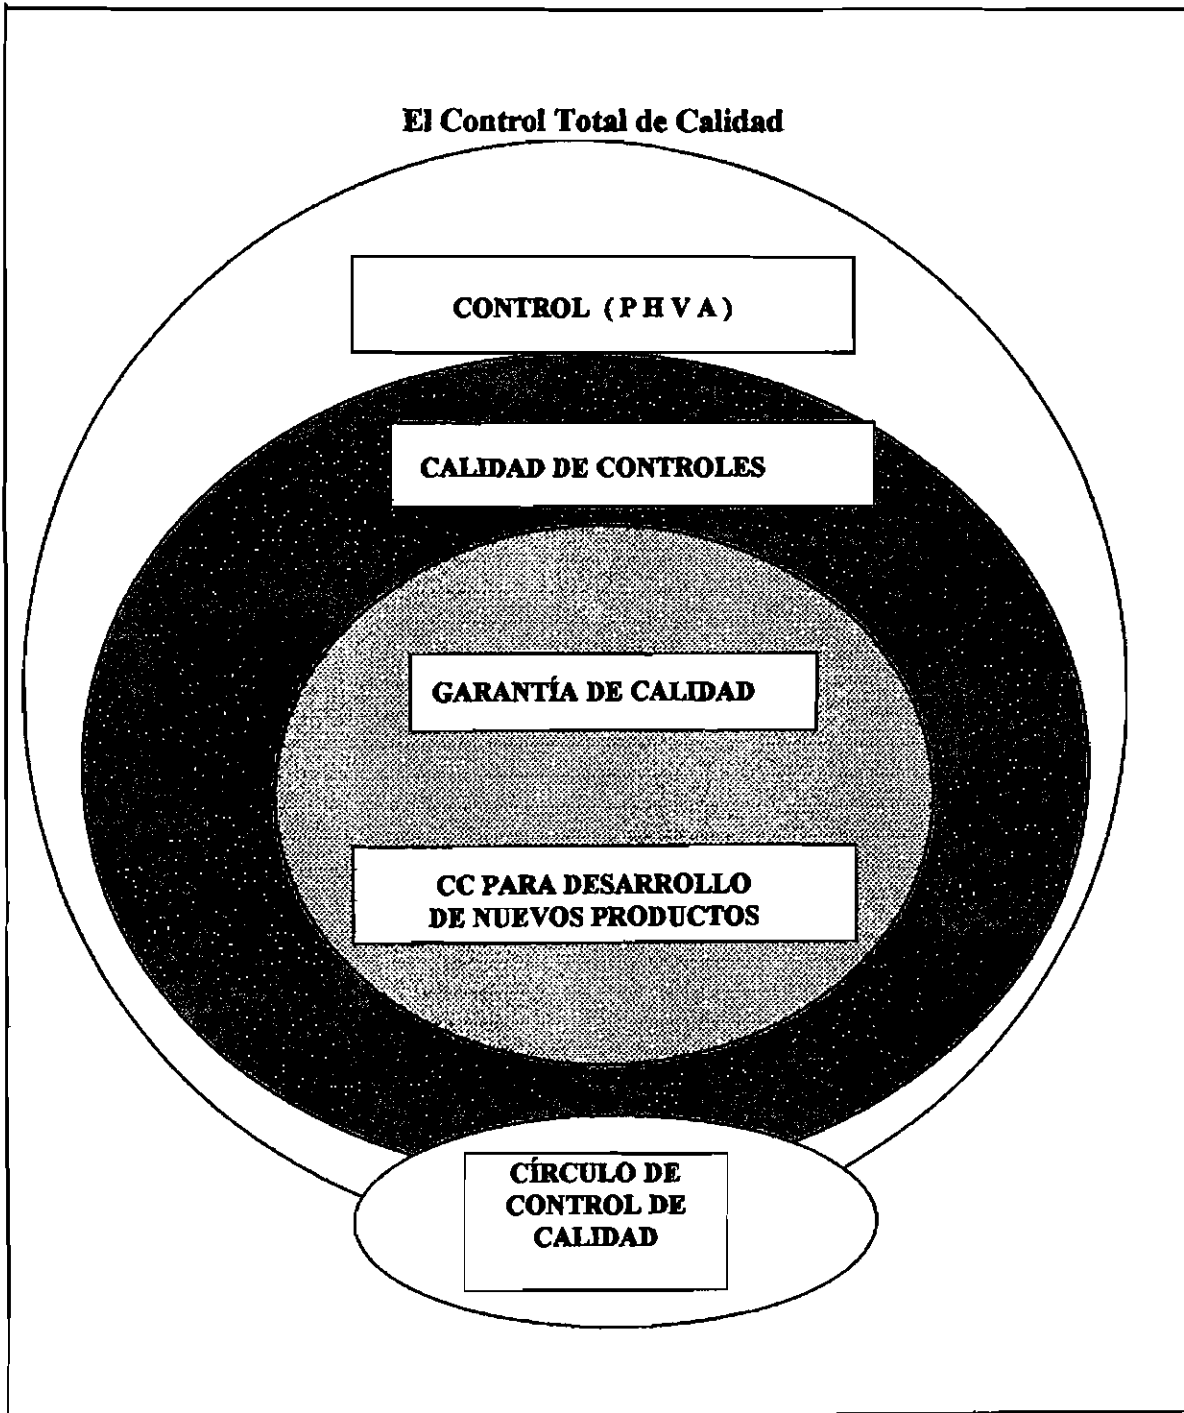 El Control Total de Calidad
CONTROL (P H V A)
CALIDAD DE CONTROLES
GARANTÍA DE CALIDAD
CC PARA DESARROLLO
DE NUEVOS PRODUCTOS
CÍRCULO DE
CONTROL DE
CALIDAD